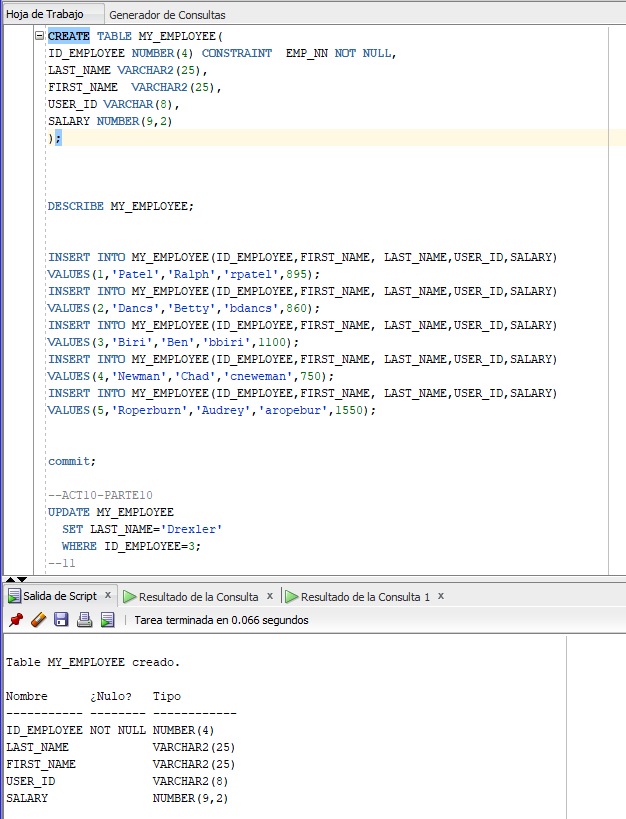 Hoja de Trabajo Generador de Consultas
CREATE TABLE MY_EMPLOYEE(
ID_EMPLOYEE NUMBER(4) CONSTRAINT  EMP_NN NOT NULL,
LAST_NAME VARCHAR2(25),
FIRST_NAME  VARCHAR2(25),
USER_ID VARCHAR(8),
SALARY NUMBER(9,2)
);
DESCRIBE MY_EMPLOYEE;
INSERT INTO MY_EMPLOYEE(ID_EMPLOYEE,FIRST_NAME, LAST_NAME,USER_ID,SALARY)
VALUES(1,'Patel','Ralph','rpatel',895);
INSERT INTO MY_EMPLOYEE(ID_EMPLOYEE,FIRST_NAME, LAST_NAME,USER_ID,SALARY)
VALUES(2,'Dancs','Betty','bdancs',860);
INSERT INTO MY_EMPLOYEE(ID_EMPLOYEE,FIRST_NAME, LAST_NAME,USER_ID,SALARY)
VALUES(3,'Biri','Ben','bbiri',1100);
INSERT INTO MY_EMPLOYEE(ID_EMPLOYEE,FIRST_NAME, LAST_NAME,USER_ID,SALARY)
VALUES(4,'Newman','Chad','cneweman',750);
INSERT INTO MY_EMPLOYEE(ID_EMPLOYEE,FIRST_NAME, LAST_NAME,USER_ID,SALARY)
VALUES(5,'Roperburn','Audrey','aropebur',1550);
commit;
--ACT10-PARTE10
UPDATE MY_EMPLOYEE
  SET LAST_NAME='Drexler'
  WHERE ID_EMPLOYEE=3;
--11
Salida de Script x Resultado de la Consulta x Resultado de la Consulta 1 x
Tarea terminada en 0.066 segundos
Table MY_EMPLOYEE creado.
Nombre      ¿Nulo?   Tipo
----------- -------- ------------
ID_EMPLOYEE NOT NULL NUMBER(4)
LAST_NAME            VARCHAR2(25)
FIRST_NAME           VARCHAR2(25)
USER_ID              VARCHAR2(8)
SALARY               NUMBER(9,2)